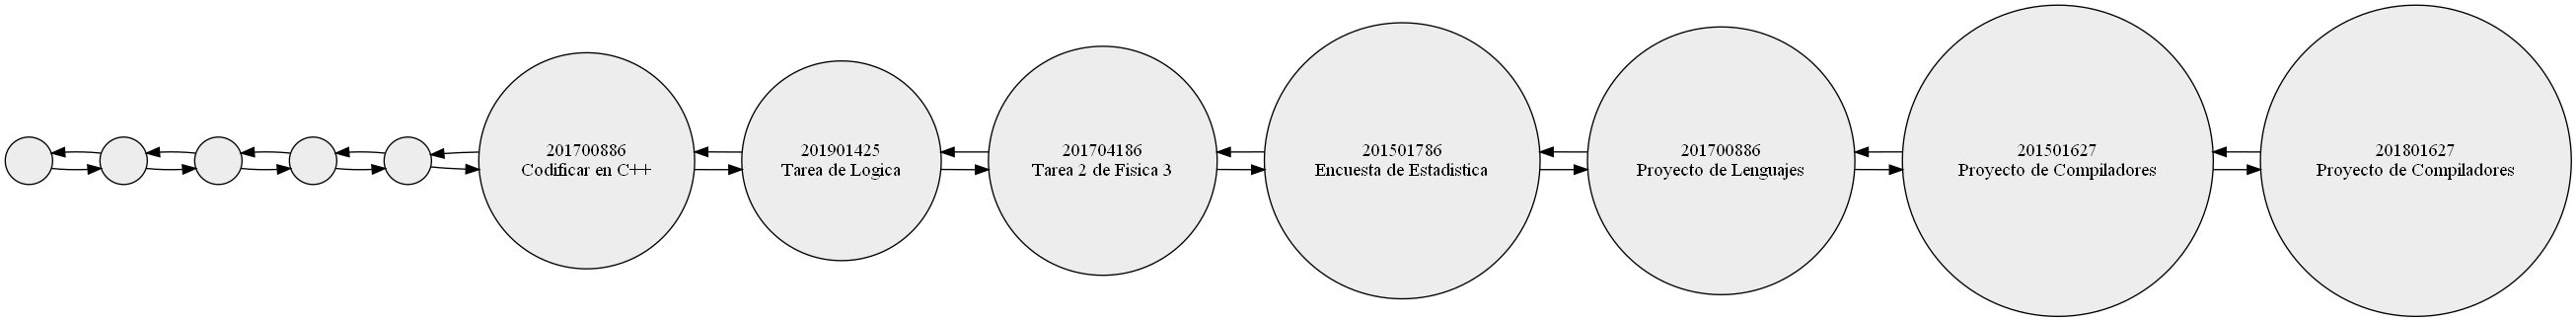 201700886
Codificar en C++
201901425
Tarea de Logica
201704186
Tarea 2 de Fisica 3
201501786
Encuesta de Estadistica
201700886
Proyecto de Lenguajes
201501627
Proyecto de Compiladores
201801627
Proyecto de Compiladores